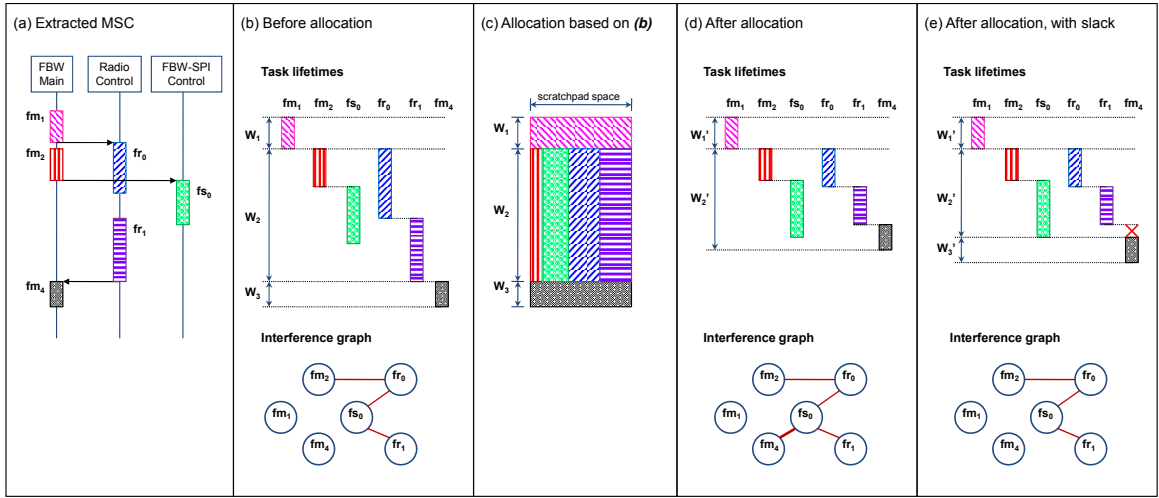 (a) Extracted MSC
FBW Main
Radio Control
FBW-SPI Control
fm₁
fm₂
fr₀
fs₀
fr₁
fm₄
(b) Before allocation
Task lifetimes
fm₁ fm₂ fs₀ fr₀ fr₁ fm₄
W₁
W₂
W₃
Interference graph
fm₂ fr₀
fm₁ fs₀
fm₄ fr₁
(c) Allocation based on (b)
scratchpad space
W₁
W₂
W₃
(d) After allocation
Task lifetimes
fm₁ fm₂ fs₀ fr₀ fr₁ fm₄
W₁'
W₂'
Interference graph
fm₂ fr₀
fm₁ fs₀
fm₄ fr₁
(e) After allocation, with slack
Task lifetimes
fm₁ fm₂ fs₀ fr₀ fr₁ fm₄
W₁'
W₂'
W₃'
Interference graph
fm₂ fr₀
fm₁ fs₀
fm₄ fr₁